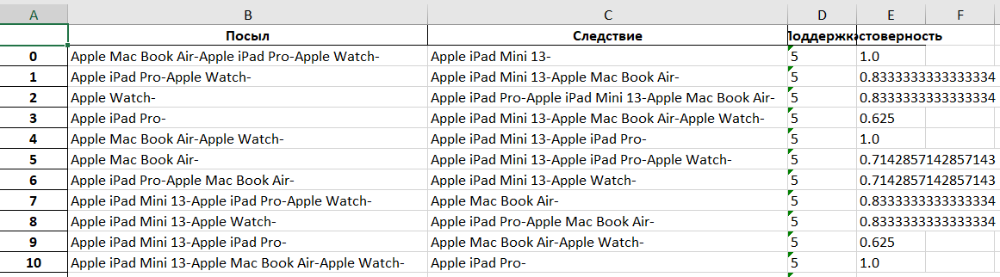 A B C D E F
Посыл Следствие Поддержка стоверность
0 Apple Mac Book Air-Apple iPad Pro-Apple Watch- Apple iPad Mini 13- 5 1.0
1 Apple iPad Pro-Apple Watch- Apple iPad Mini 13-Apple Mac Book Air- 5 0.8333333333333334
2 Apple Watch- Apple iPad Pro-Apple iPad Mini 13-Apple Mac Book Air- 5 0.8333333333333334
3 Apple iPad Pro- Apple iPad Mini 13-Apple Mac Book Air-Apple Watch- 5 0.625
4 Apple Mac Book Air-Apple Watch- Apple iPad Mini 13-Apple iPad Pro- 5 1.0
5 Apple Mac Book Air- Apple iPad Mini 13-Apple iPad Pro-Apple Watch- 5 0.7142857142857143
6 Apple iPad Pro-Apple Mac Book Air- Apple iPad Mini 13-Apple Watch- 5 0.7142857142857143
7 Apple iPad Mini 13-Apple iPad Pro-Apple Watch- Apple Mac Book Air- 5 0.8333333333333334
8 Apple iPad Mini 13-Apple Watch- Apple iPad Pro-Apple Mac Book Air- 5 0.8333333333333334
9 Apple iPad Mini 13-Apple iPad Pro- Apple Mac Book Air-Apple Watch- 5 0.625
10 Apple iPad Mini 13-Apple Mac Book Air-Apple Watch- Apple iPad Pro- 5 1.0